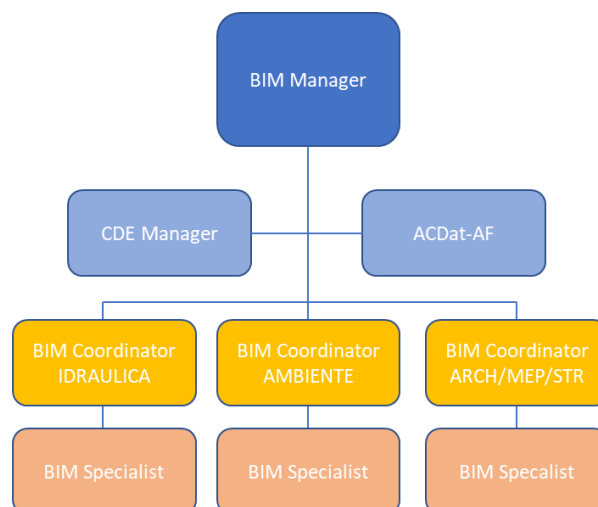 BIM Manager
CDE Manager
ACDat-AF
BIM Coordinator
IDRAULICA
BIM Coordinator
AMBIENTE
BIM Coordinator
ARCH/MEP/STR
BIM Specialist
BIM Specialist
BIM Specalist